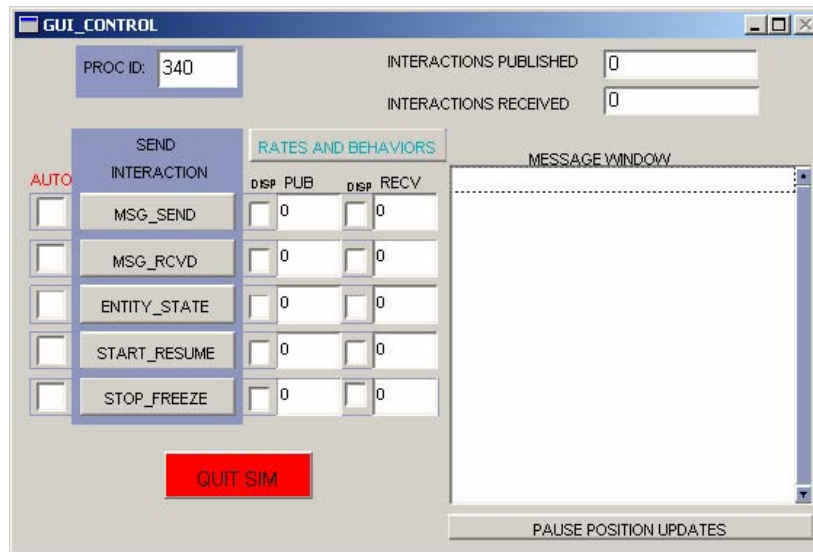 GUI_CONTROL
PROC ID: 340
INTERACTIONS PUBLISHED 0
INTERACTIONS RECEIVED 0
SEND
INTERACTION
RATES AND BEHAVIORS
MESSAGE WINDOW
AUTO
DISP PUB DISP RECV
MSG_SEND 0 0
MSG_RCVD 0 0
ENTITY_STATE 0 0
START_RESUME 0 0
STOP_FREEZE 0 0
QUIT SIM
PAUSE POSITION UPDATES